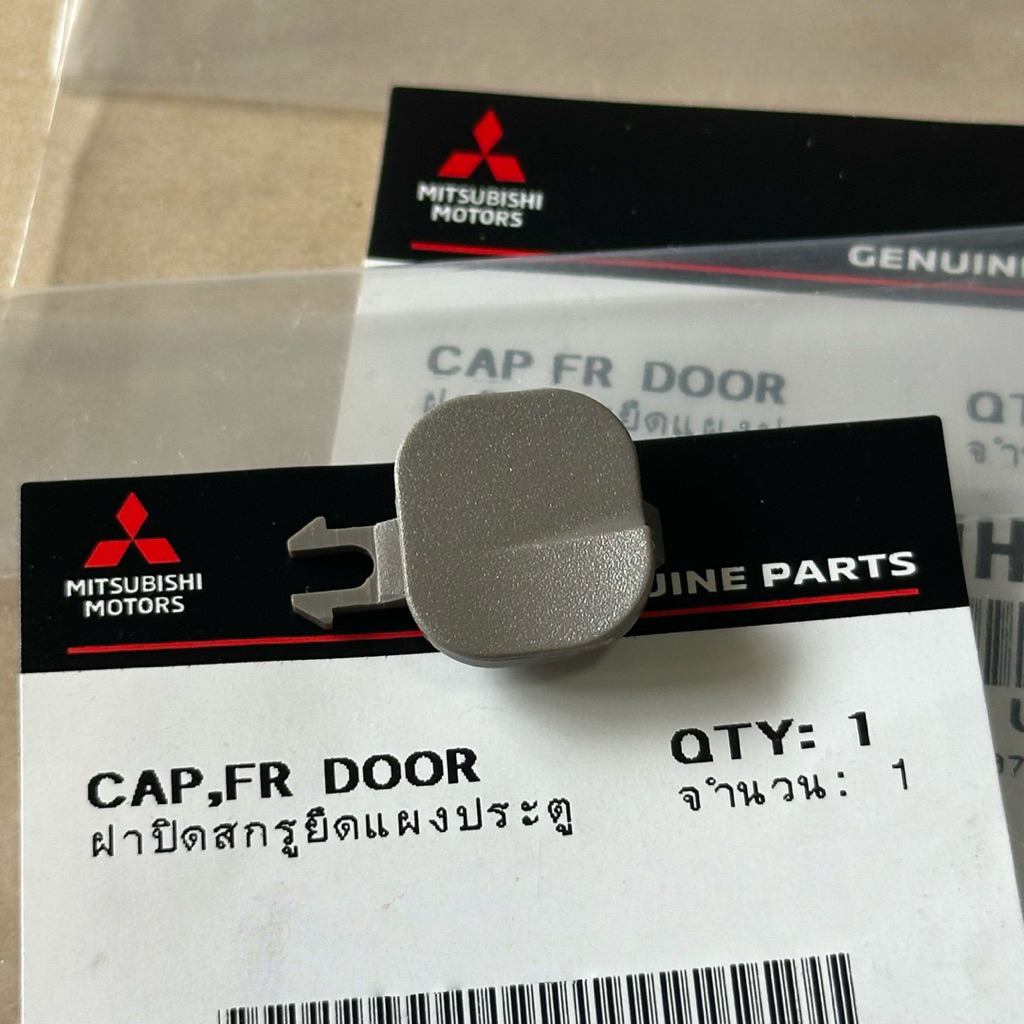 MITSUBISHI
MOTORS
GENUIN
CAP FR DOOR
MITSUBISHI
MOTORS
UINE PARTS
CAP,FR DOOR
QTY: 1
ฝาปิดสกรูยึดแผงประตู
จำนวน: 1